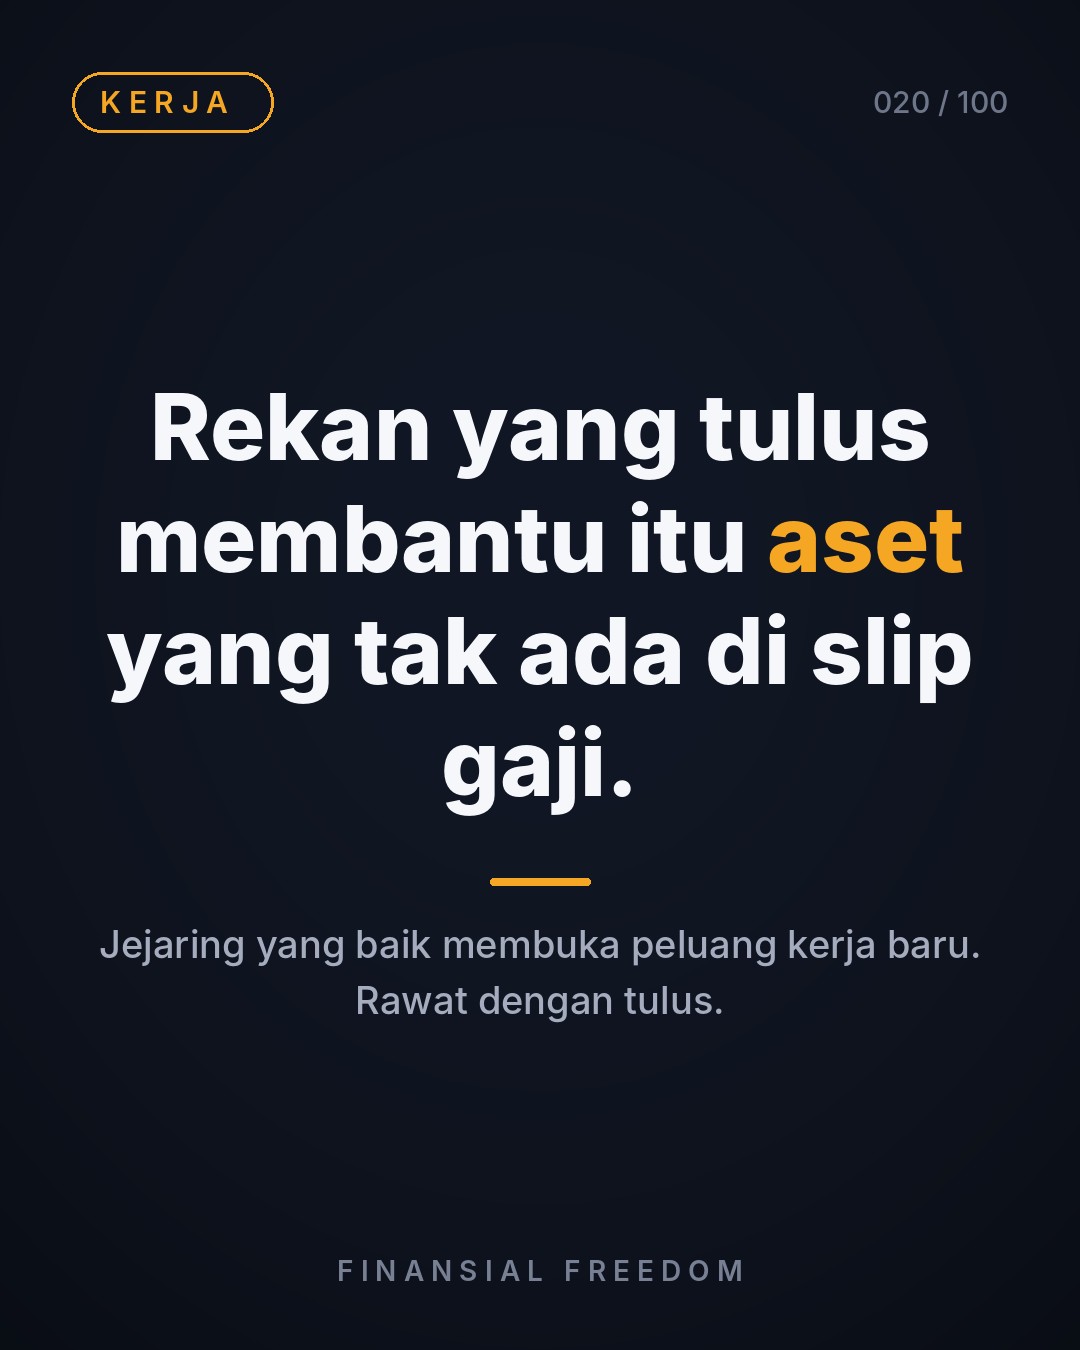 KERJA
020 / 100
Rekan yang tulus
membantu itu aset
yang tak ada di slip
gaji.
Jejaring yang baik membuka peluang kerja baru.
Rawat dengan tulus.
FINANSIAL FREEDOM